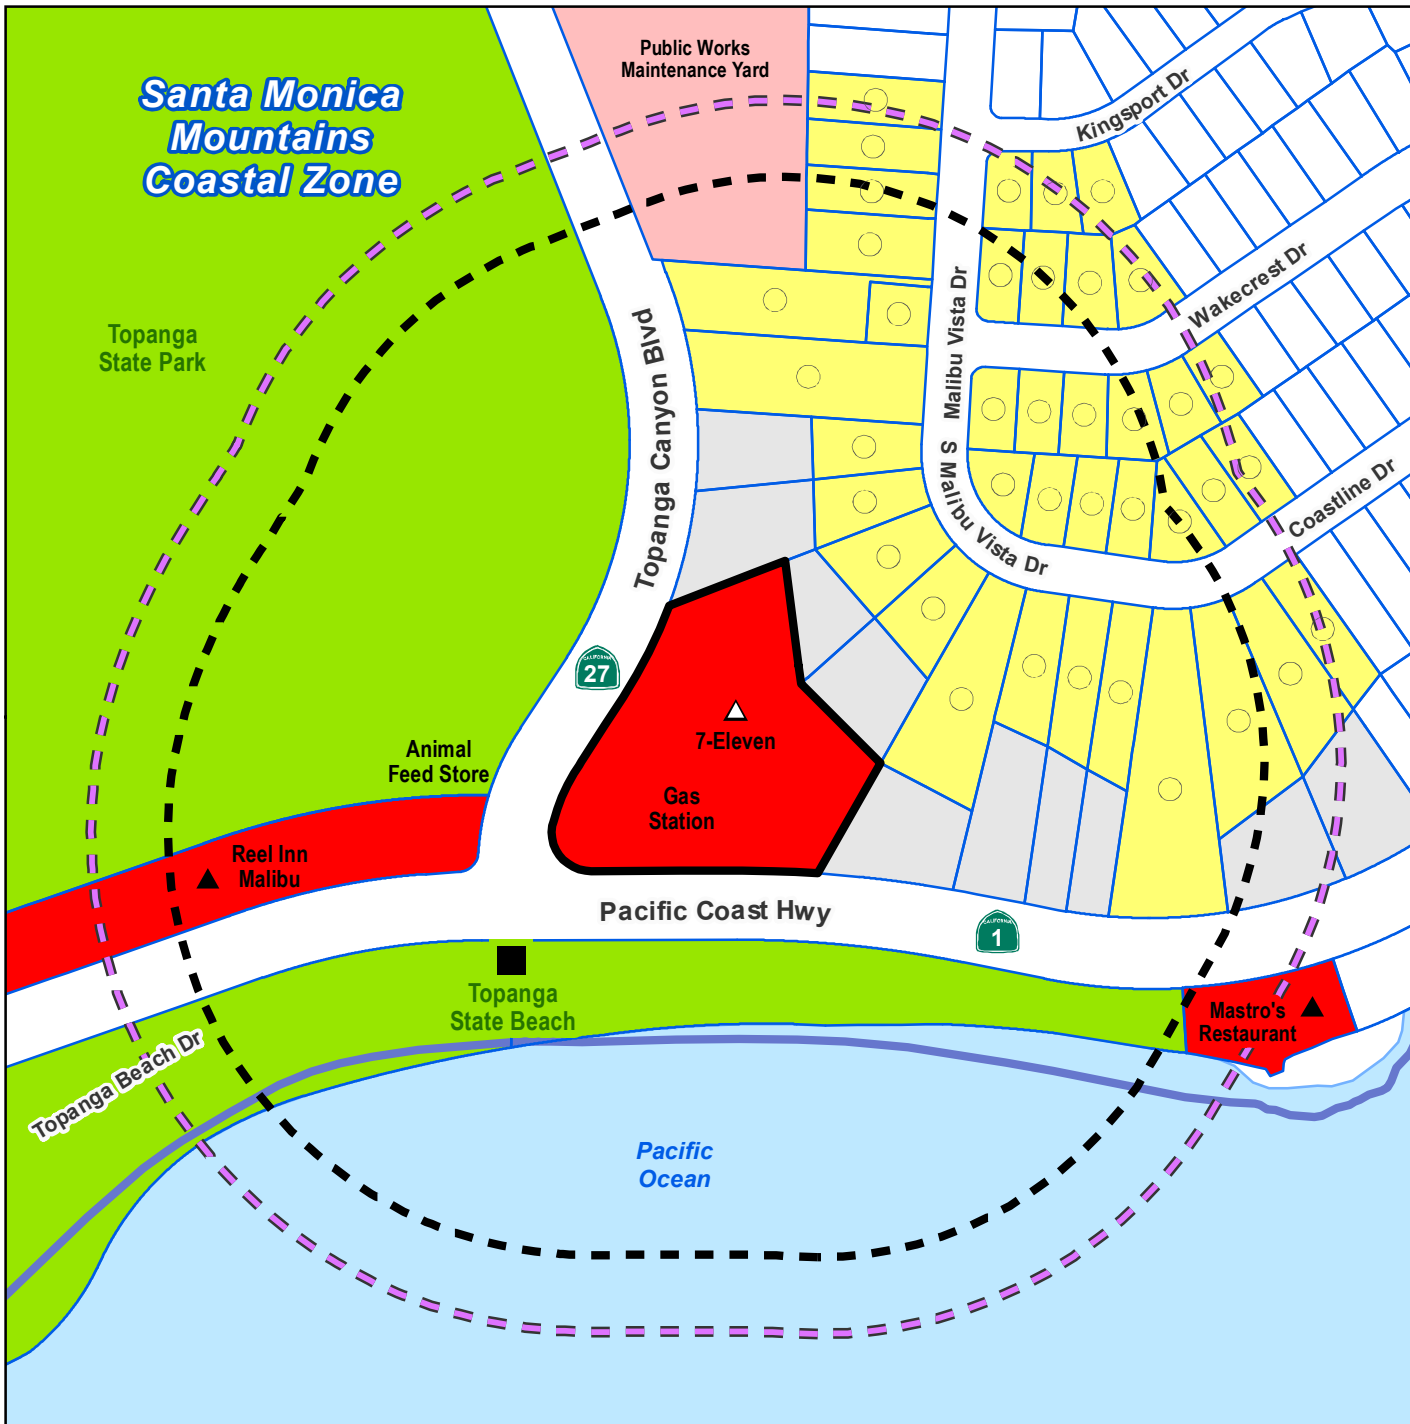 Public Works
Maintenance Yard
Santa Monica
Mountains
Coastal Zone
Kingsport Dr
Wakecrest Dr
Topanga
State Park
Topanga Canyon Blvd
Malibu Vista Dr
S Malibu Vista Dr
Coastline Dr
CALIFORNIA
27
7-Eleven
Animal
Feed Store
Gas
Station
Reel Inn
Malibu
Pacific Coast Hwy
CALIFORNIA
1
Topanga
State Beach
Mastro's
Restaurant
Topanga Beach Dr
Pacific
Ocean